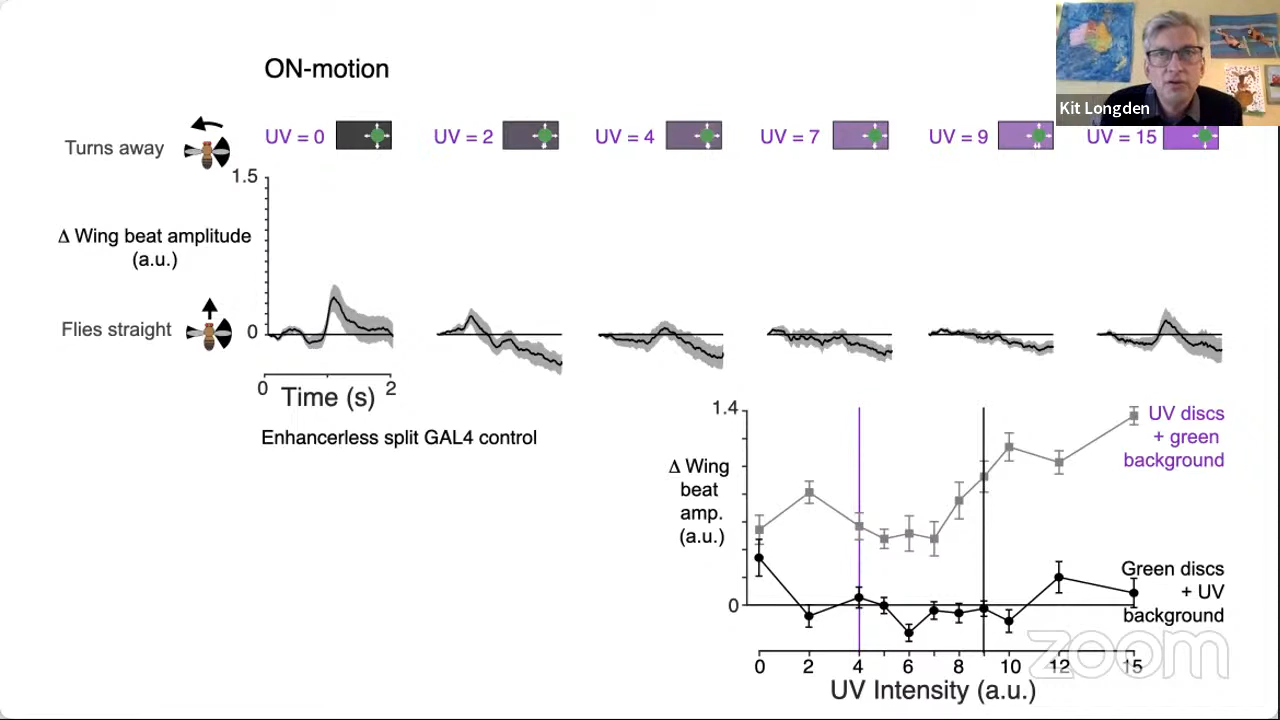 ON-motion
Kit Longden
Turns away
UV = 0
UV = 2
UV = 4
UV = 7
UV = 9
UV = 15
1.5
Δ Wing beat amplitude
(a.u.)
Flies straight
0
0
2
Time (s)
Enhancerless split GAL4 control
1.4
UV discs
+ green
background
Δ Wing
beat
amp.
(a.u.)
Green discs
+ UV
background
0
0 2 4 6 8 10 12 15
UV Intensity (a.u.)
zoom